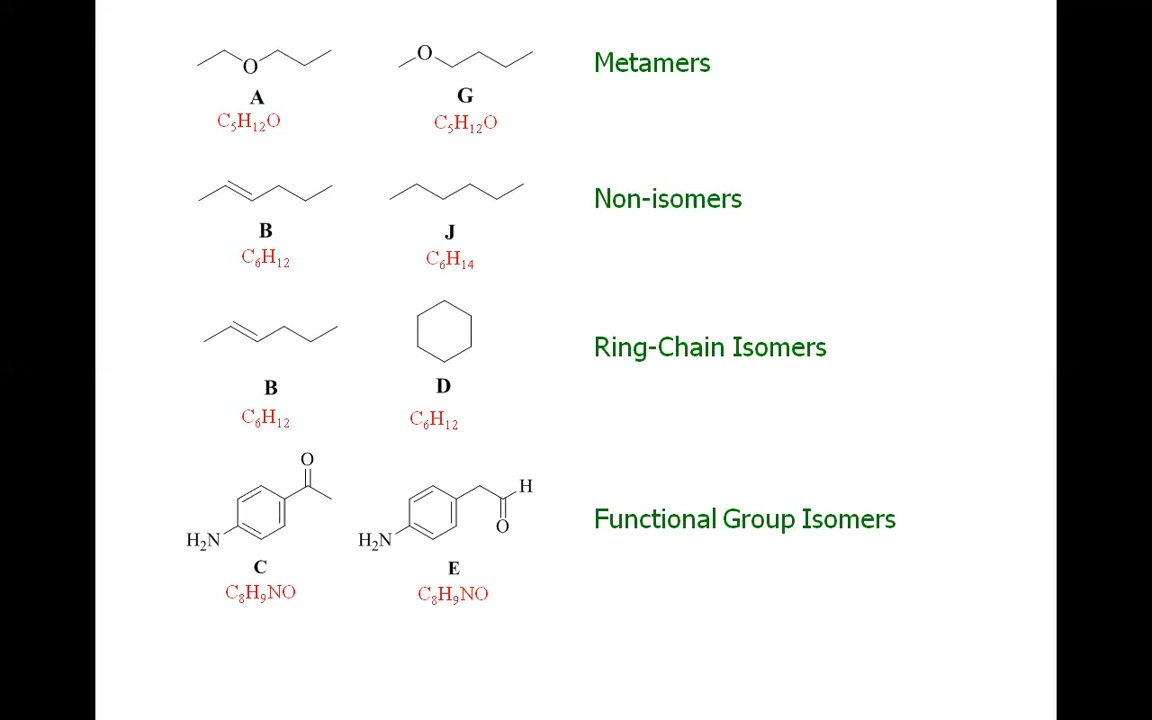 O O Metamers
A G
C₅H₁₂O C₅H₁₂O
Non-isomers
B J
C₆H₁₂ C₆H₁₄
Ring-Chain Isomers
B D
C₆H₁₂ C₆H₁₂
O
H
O
Functional Group Isomers
H₂N H₂N
C E
C₈H₉NO C₈H₉NO